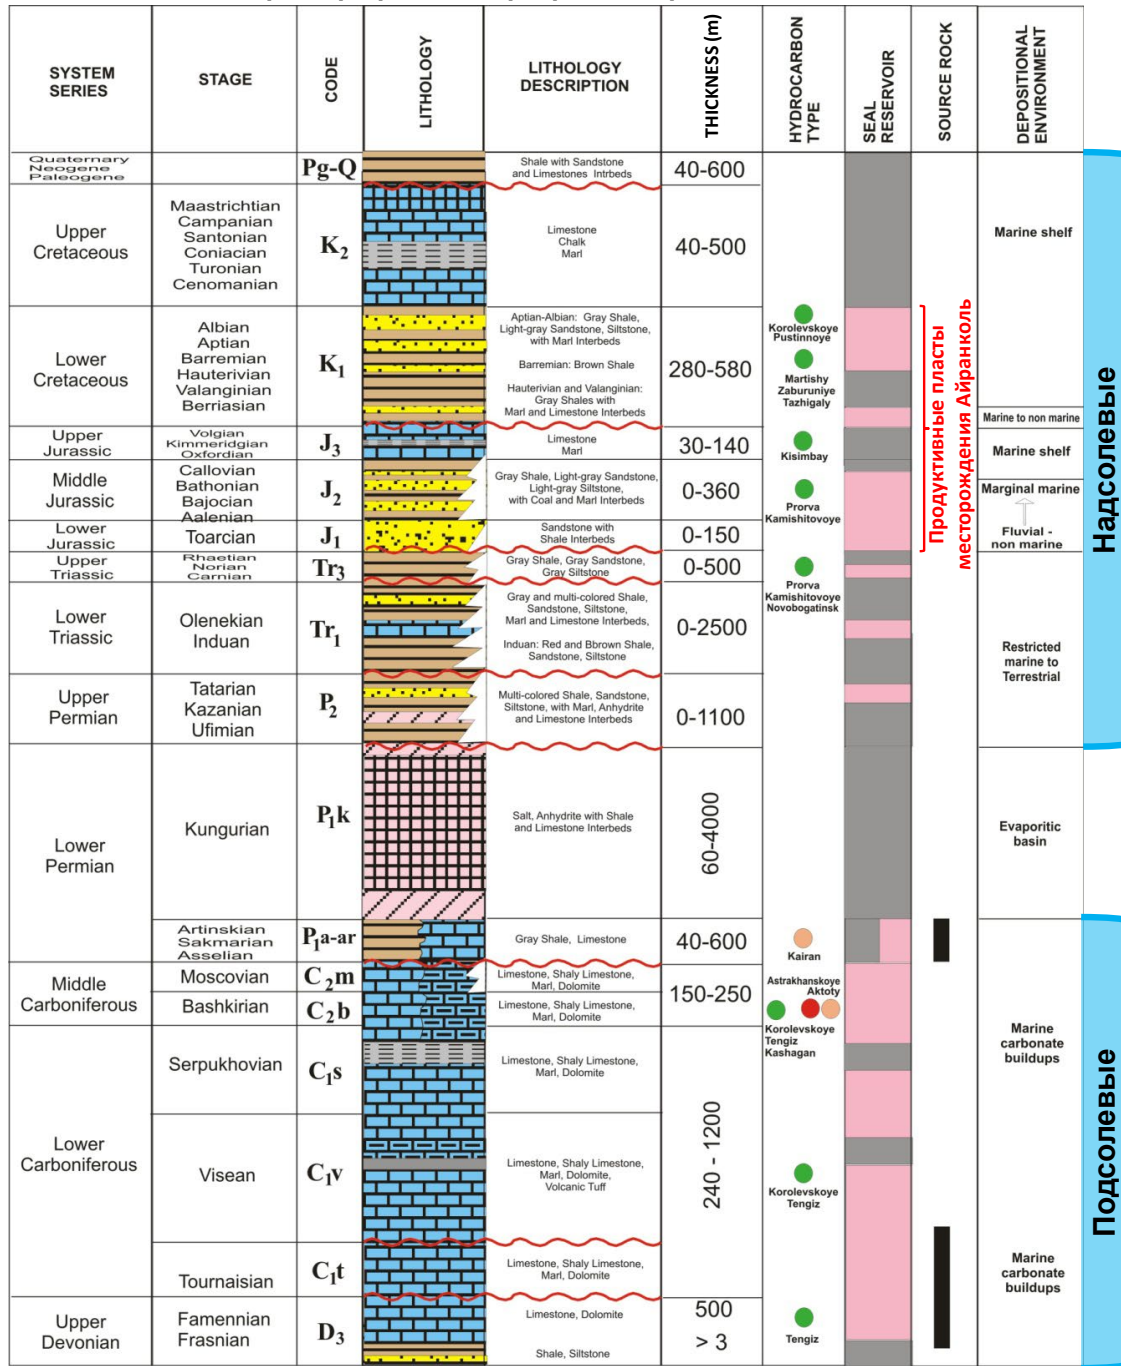 SYSTEM
SERIES
STAGE
CODE
LITHOLOGY
LITHOLOGY
DESCRIPTION
THICKNESS (m)
HYDROCARBON
TYPE
SEAL
RESERVOIR
SOURCE ROCK
DEPOSITIONAL
ENVIRONMENT
Quaternary
Neogene
Paleogene
Pg-Q
Shale with Sandstone
and Limestones Intrbeds
40-600
Upper
Cretaceous
Maastrichtian
Campanian
Santonian
Coniacian
Turonian
Cenomanian
K2
Limestone
Chalk
Marl
40-500
Marine shelf
Lower
Cretaceous
Albian
Aptian
Barremian
Hauterivian
Valanginian
Berriasian
K1
Aptian-Albian: Gray Shale,
Light-gray Sandstone, Siltstone,
with Marl Interbeds
Barremian: Brown Shale
Hauterivian and Valanginian:
Gray Shales with
Marl and Limestone Interbeds
280-580
Korolevskoye
Pustinnoye
Martishy
Zaburuniye
Tazhigaly
Marine to non marine
Upper
Jurassic
Volgian
Kimmeridgian
Oxfordian
J3
Limestone
Marl
30-140
Kisimbay
Marine shelf
Middle
Jurassic
Callovian
Bathonian
Bajocian
Aalenian
J2
Gray Shale, Light-gray Sandstone,
Light-gray Siltstone,
with Coal and Marl Interbeds
0-360
Prorva
Kamishitovoye
Marginal marine
Lower
Jurassic
Toarcian
J1
Sandstone with
Shale Interbeds
0-150
Fluvial -
non marine
Upper
Triassic
Rhaetian
Norian
Carnian
Tr3
Gray Shale, Gray Sandstone,
Gray Siltstone
0-500
Prorva
Kamishitovoye
Novobogatinsk
Lower
Triassic
Olenekian
Induan
Tr1
Gray and multi-colored Shale,
Sandstone, Siltstone,
Marl and Limestone Interbeds,
Induan: Red and Bbrown Shale,
Sandstone, Siltstone
0-2500
Restricted
marine to
Terrestrial
Upper
Permian
Tatarian
Kazanian
Ufimian
P2
Multi-colored Shale, Sandstone,
Siltstone, with Marl, Anhydrite
and Limestone Interbeds
0-1100
Продуктивные пласты
месторождения Айранколь
Надсолевые
Lower
Permian
Kungurian
P1k
Salt, Anhydrite with Shale
and Limestone Interbeds
60-4000
Evaporitic
basin
Artinskian
Sakmarian
Asselian
P1a-ar
Gray Shale, Limestone
40-600
Kairan
Middle
Carboniferous
Moscovian
C2m
Limestone, Shaly Limestone,
Marl, Dolomite
150-250
Astrakhanskoye
Aktoty
Bashkirian
C2b
Limestone, Shaly Limestone,
Marl, Dolomite
Korolevskoye
Tengiz
Kashagan
Marine
carbonate
buildups
Lower
Carboniferous
Serpukhovian
C1s
Limestone, Shaly Limestone,
Marl, Dolomite
240 - 1200
Visean
C1v
Limestone, Shaly Limestone,
Marl, Dolomite,
Volcanic Tuff
Korolevskoye
Tengiz
Tournaisian
C1t
Limestone, Shaly Limestone,
Marl, Dolomite
Marine
carbonate
buildups
Upper
Devonian
Famennian
Frasnian
D3
Limestone, Dolomite
Shale, Siltstone
500
> 3
Tengiz
Подсолевые